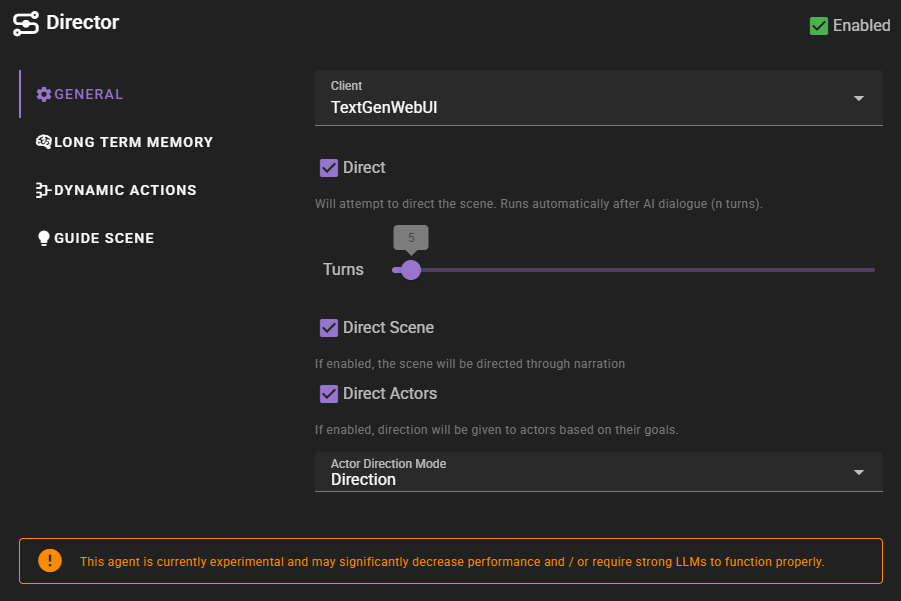 Director
Enabled
GENERAL
LONG TERM MEMORY
DYNAMIC ACTIONS
GUIDE SCENE
Client
TextGenWebUI
Direct
Will attempt to direct the scene. Runs automatically after AI dialogue (n turns).
5
Turns
Direct Scene
If enabled, the scene will be directed through narration
Direct Actors
If enabled, direction will be given to actors based on their goals.
Actor Direction Mode
Direction
This agent is currently experimental and may significantly decrease performance and / or require strong LLMs to function properly.